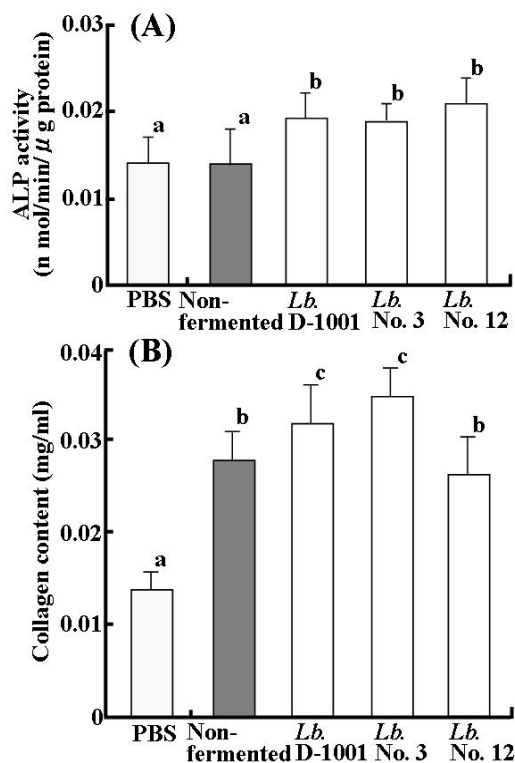 (A)
ALP activity
(n mol/min/μg protein)
0.03
0.02
0.01
0
a
a
b
b
b
PBS
Non-
fermented
Lb.
D-1001
Lb.
No. 3
Lb.
No. 12
(B)
Collagen content (mg/ml)
0.04
0.03
0.02
0.01
0
a
b
c
c
b
PBS
Non-
fermented
Lb.
D-1001
Lb.
No. 3
Lb.
No. 12